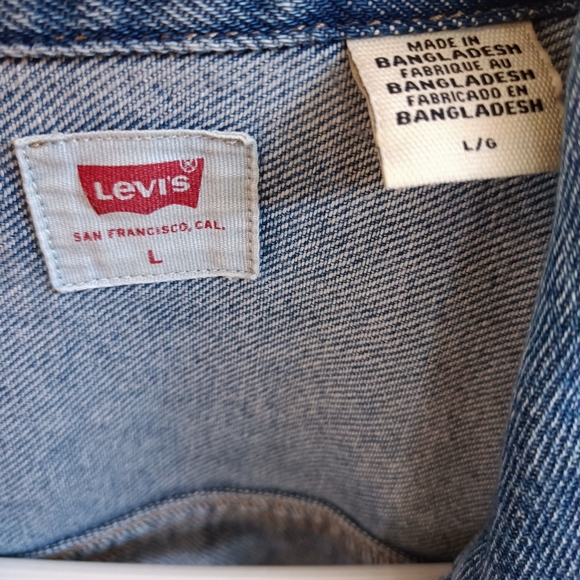 LEVI'S®
SAN FRANCISCO, CAL.
L
MADE IN
BANGLADESH
FABRIQUE AU
BANGLADESH
FABRICADO EN
BANGLADESH
L/G